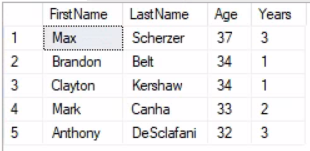 FirstName LastName Age Years
1 Max Scherzer 37 3
2 Brandon Belt 34 1
3 Clayton Kershaw 34 1
4 Mark Canha 33 2
5 Anthony DeSclafani 32 3